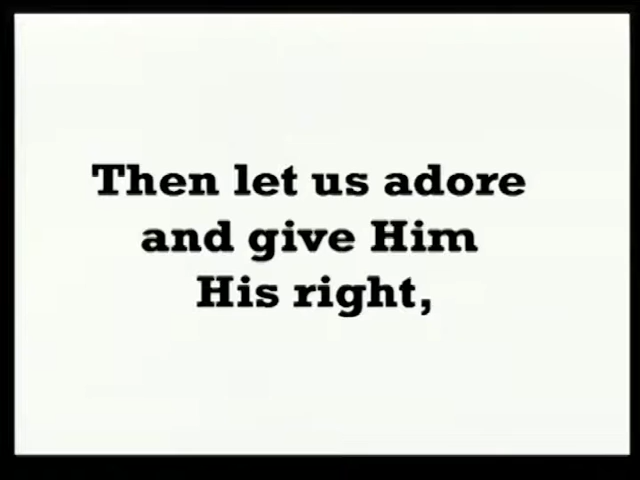 Then let us adore
and give Him
His right,